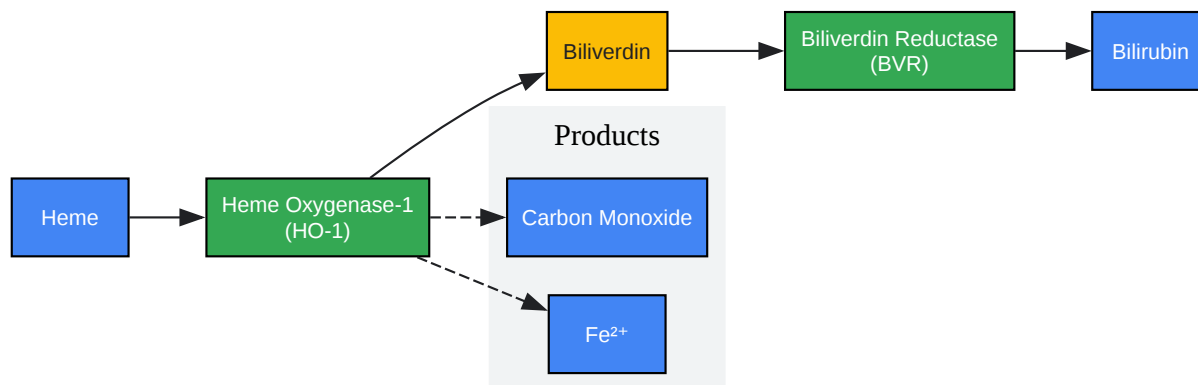 Biliverdin
Biliverdin Reductase
(BVR)
Bilirubin
Products
Heme
Heme Oxygenase-1
(HO-1)
Carbon Monoxide
Fe²⁺